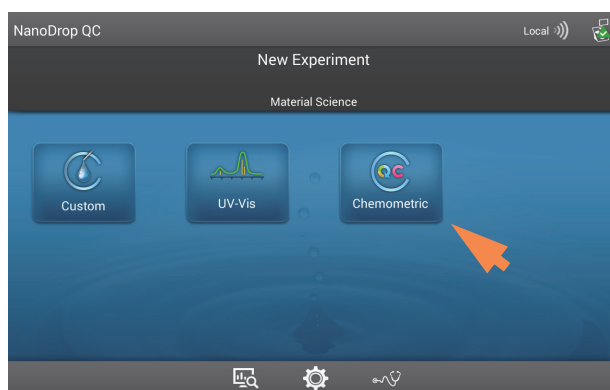 NanoDrop QC
Local
New Experiment
Material Science
Custom
UV-Vis
QC
Chemometric